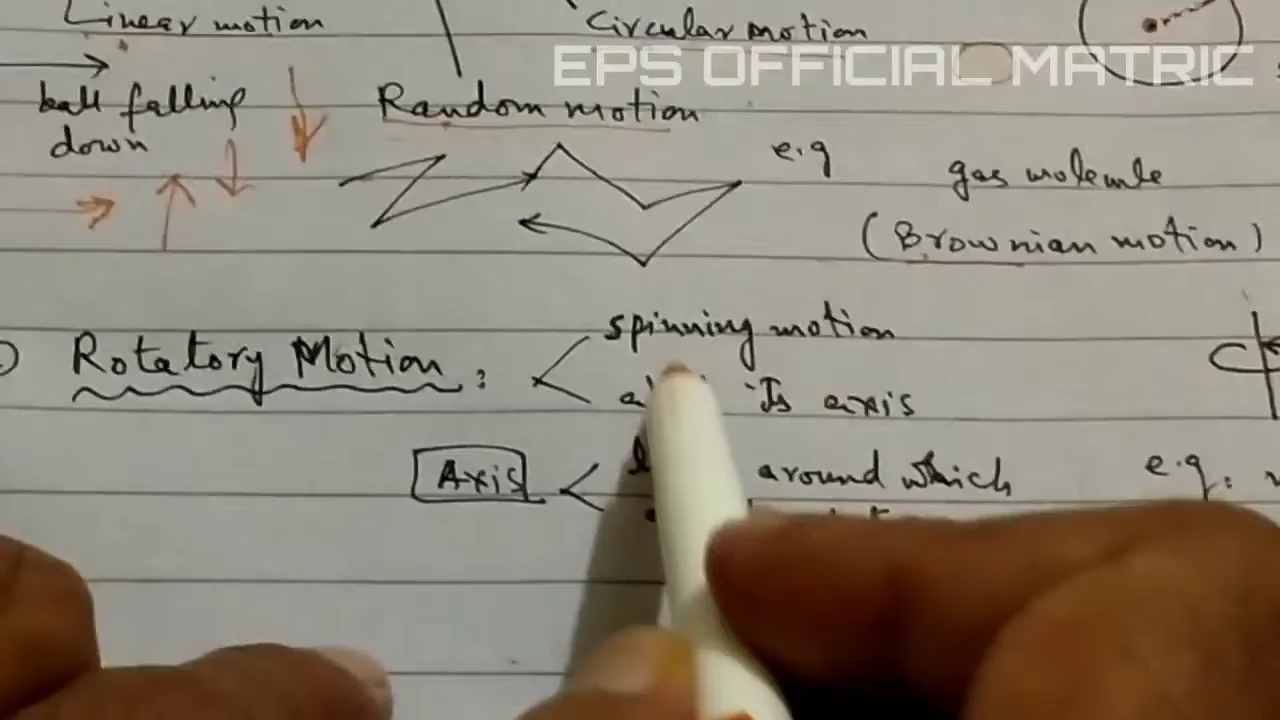 Linear motion
Circular Motion
EPS OFFICIAL MATRIC
ball falling
down
Random motion
e.g
gas molecule
(Brownian motion)
Rotatory Motion:
spinning motion
its axis
Axis
around which
e.g.